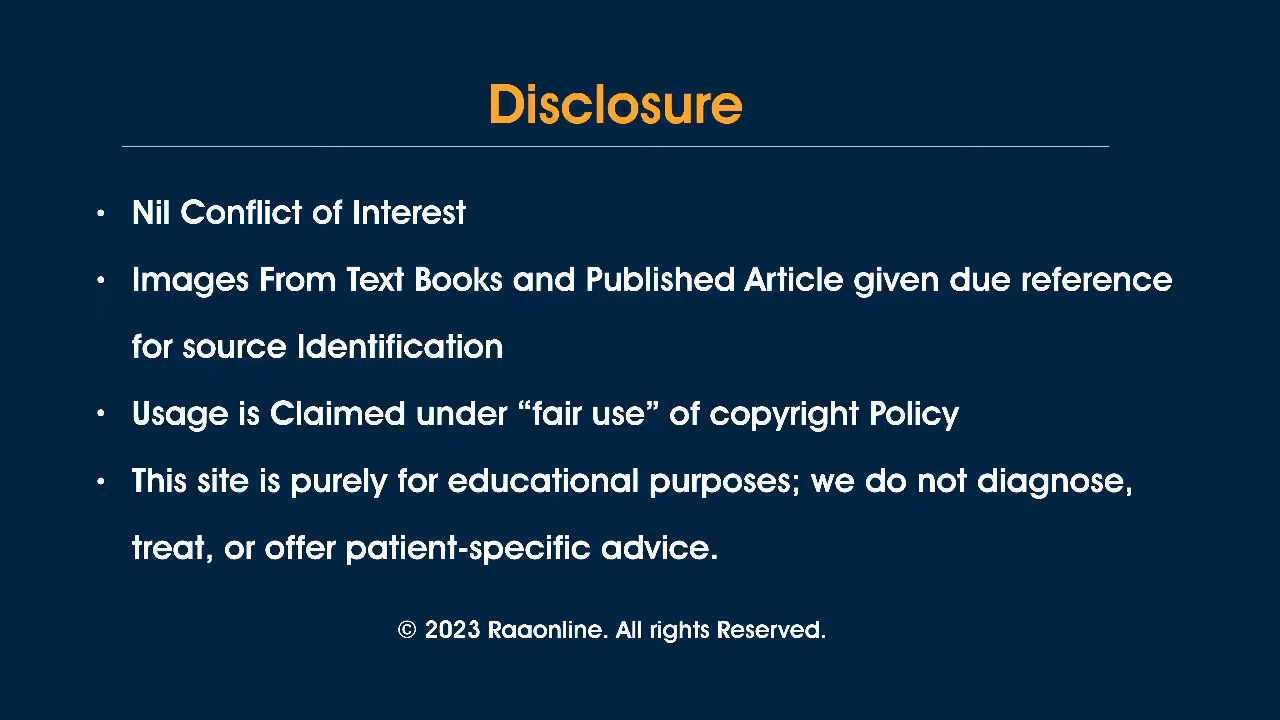 Disclosure
• Nil Conflict of Interest
• Images From Text Books and Published Article given due reference
for source Identification
• Usage is Claimed under “fair use” of copyright Policy
• This site is purely for educational purposes; we do not diagnose,
treat, or offer patient-specific advice.
© 2023 Raaonline. All rights Reserved.